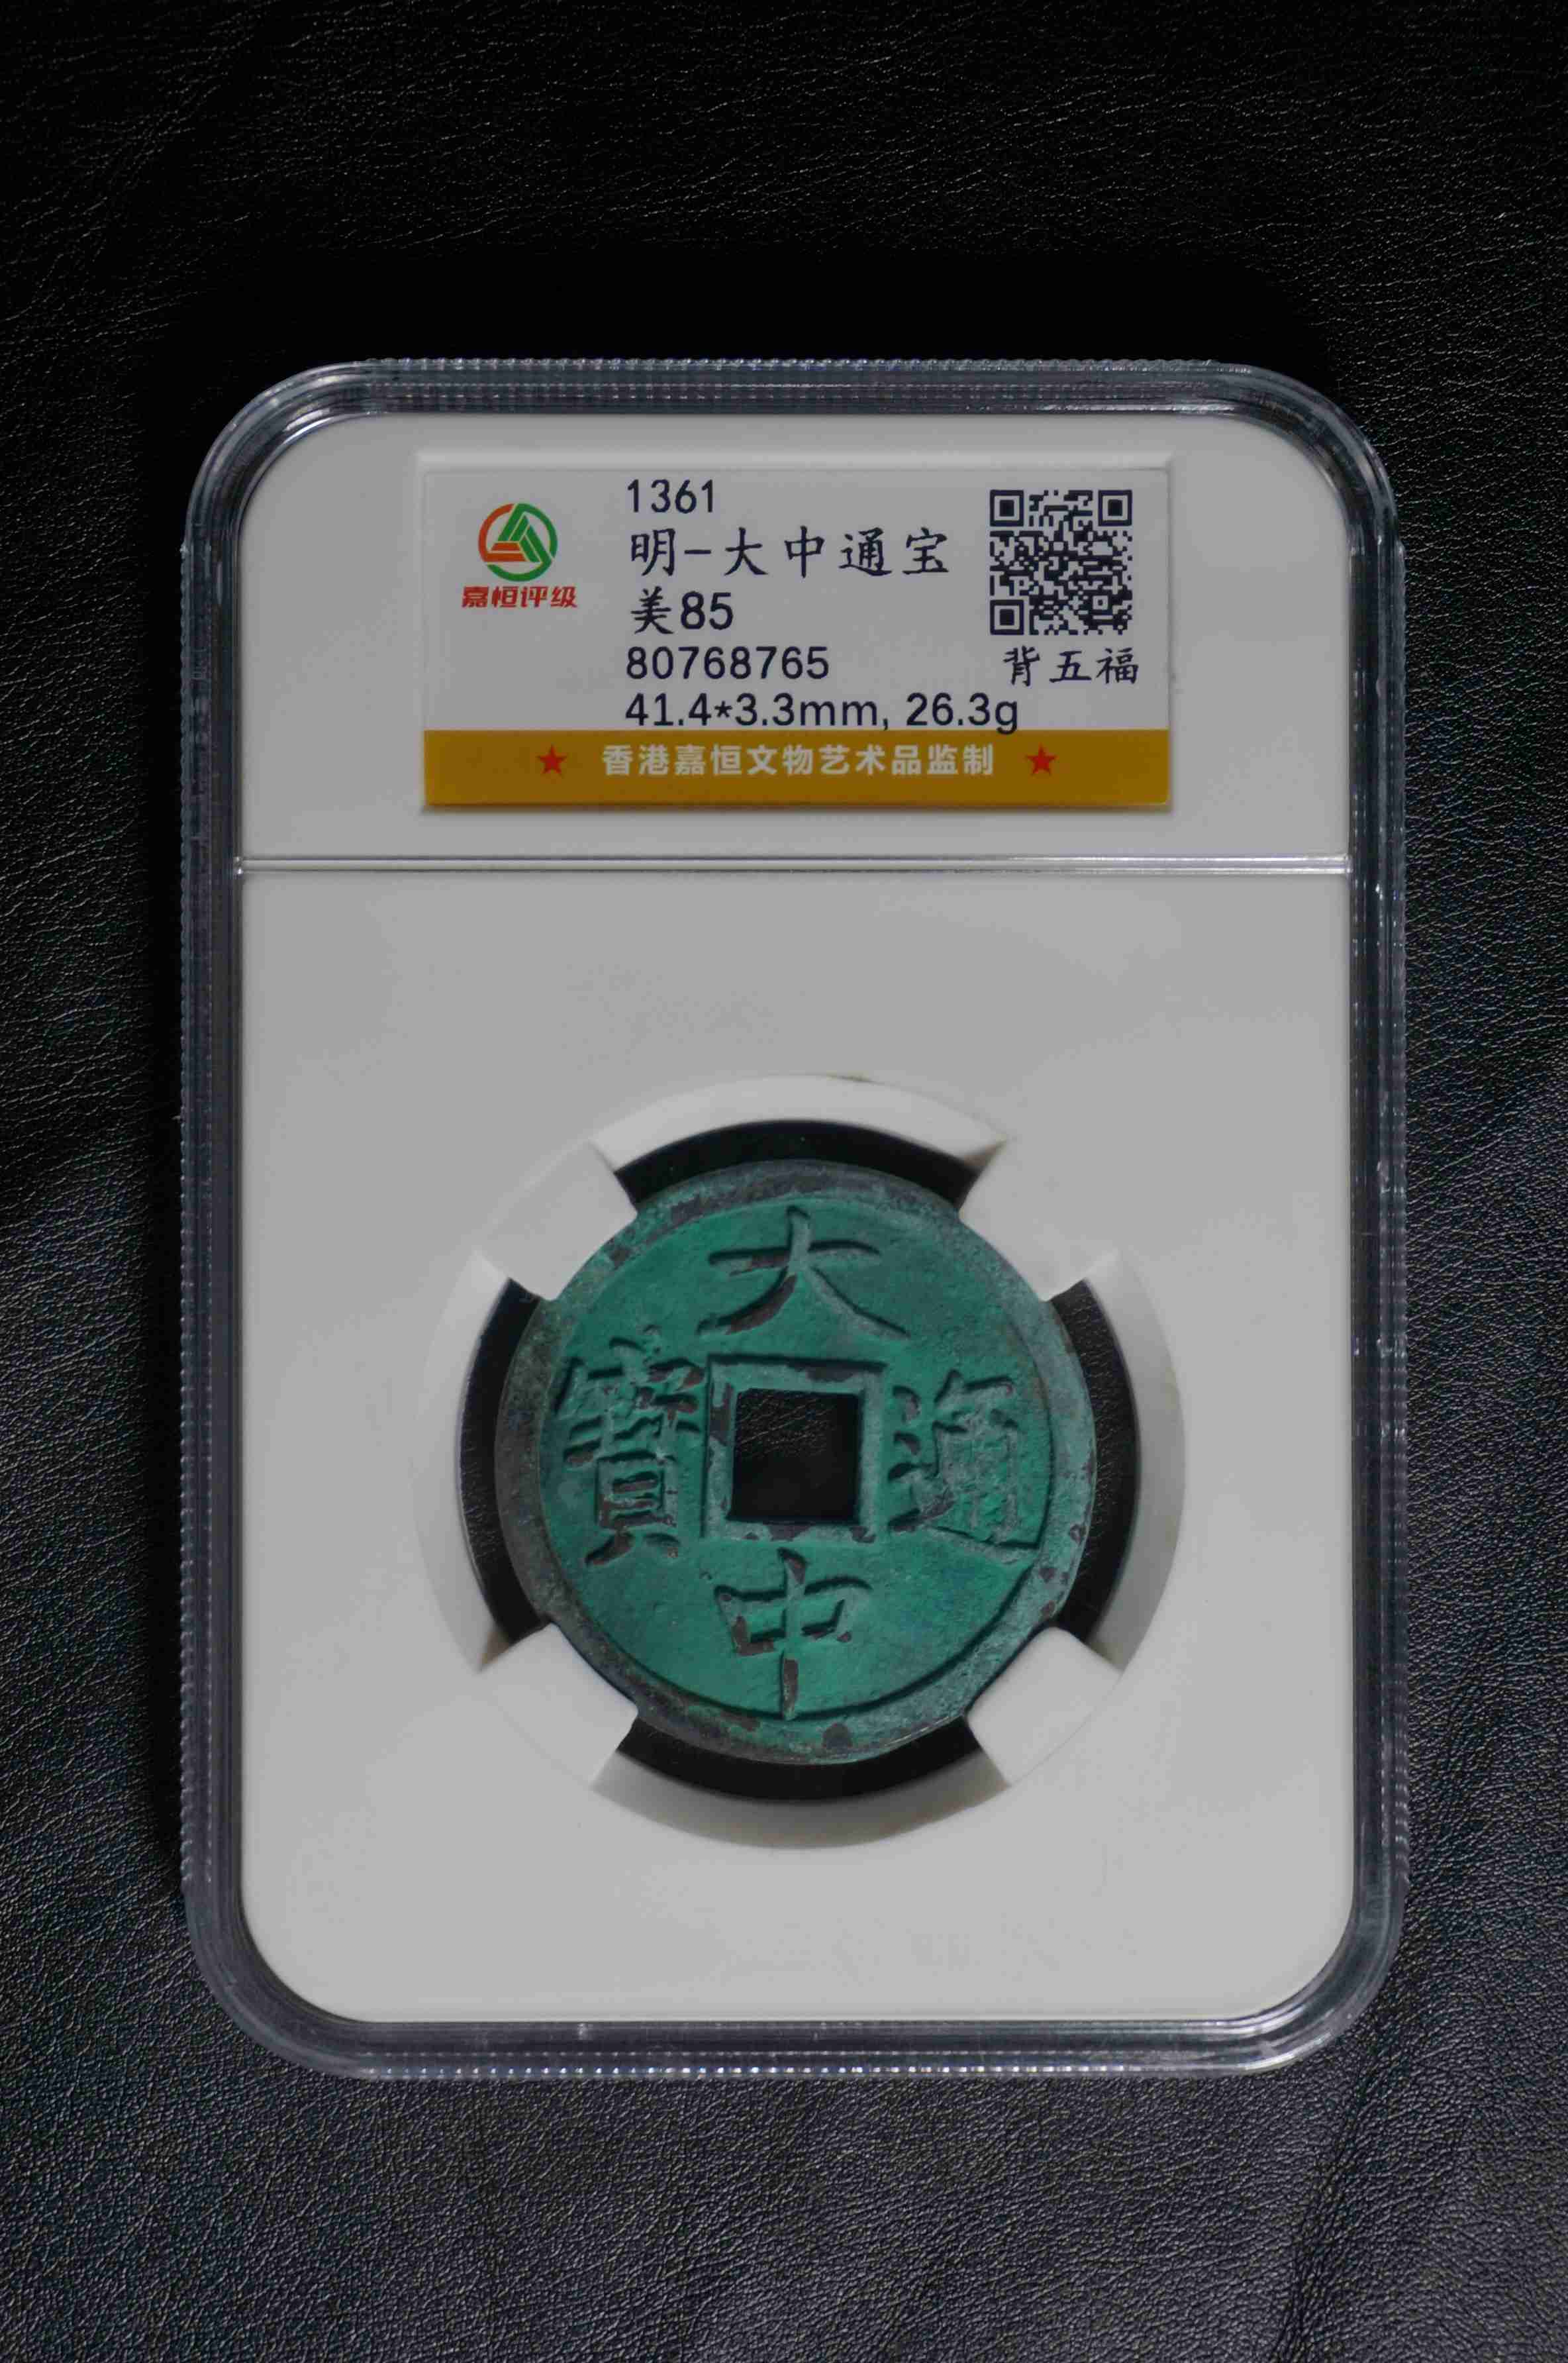 嘉恒评级
1361
明-大中通宝
美85
80768765
41.4*3.3mm, 26.3g
背五福
★ 香港嘉恒文物艺术品监制 ★
大
寶 通
中